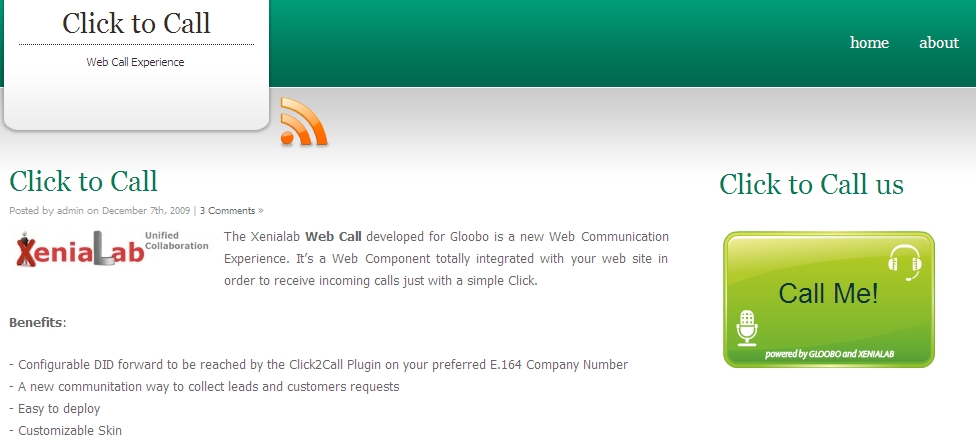 Click to Call
Web Call Experience
home
about
Click to Call
Posted by admin on December 7th, 2009 | 3 Comments »
XeniaLab
Unified
Collaboration
The Xenialab Web Call developed for Gloobo is a new Web Communication
Experience. It's a Web Component totally integrated with your web site in
order to receive incoming calls just with a simple Click.
Benefits:
- Configurable DID forward to be reached by the Click2Call Plugin on your preferred E.164 Company Number
- A new communitation way to collect leads and customers requests
- Easy to deploy
- Customizable Skin
Click to Call us
Call Me!
powered by GLOOBO and XENIALAB